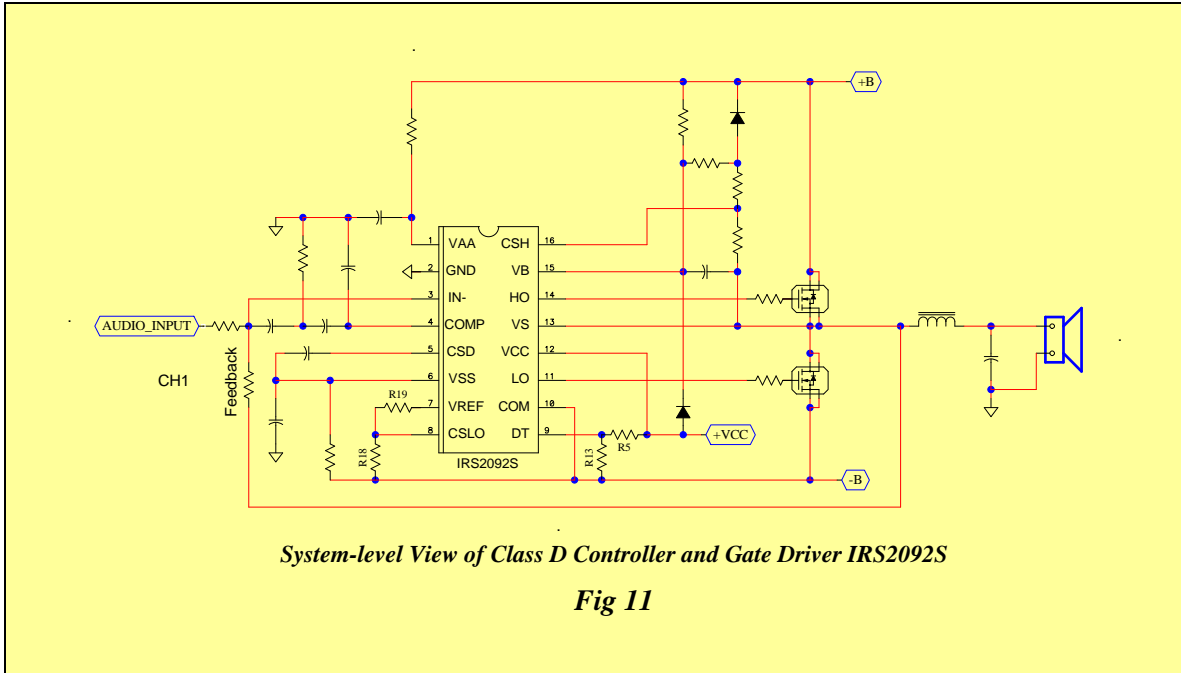 +B
1 VAA CSH 16
2 GND VB 15
3 IN- HO 14
AUDIO_INPUT 4 COMP VS 13
5 CSD VCC 12
CH1 Feedback 6 VSS LO 11
R19 7 VREF COM 10
R18 8 CSLO DT 9 R13 R5 +VCC
IRS2092S
-B
System-level View of Class D Controller and Gate Driver IRS2092S
Fig 11